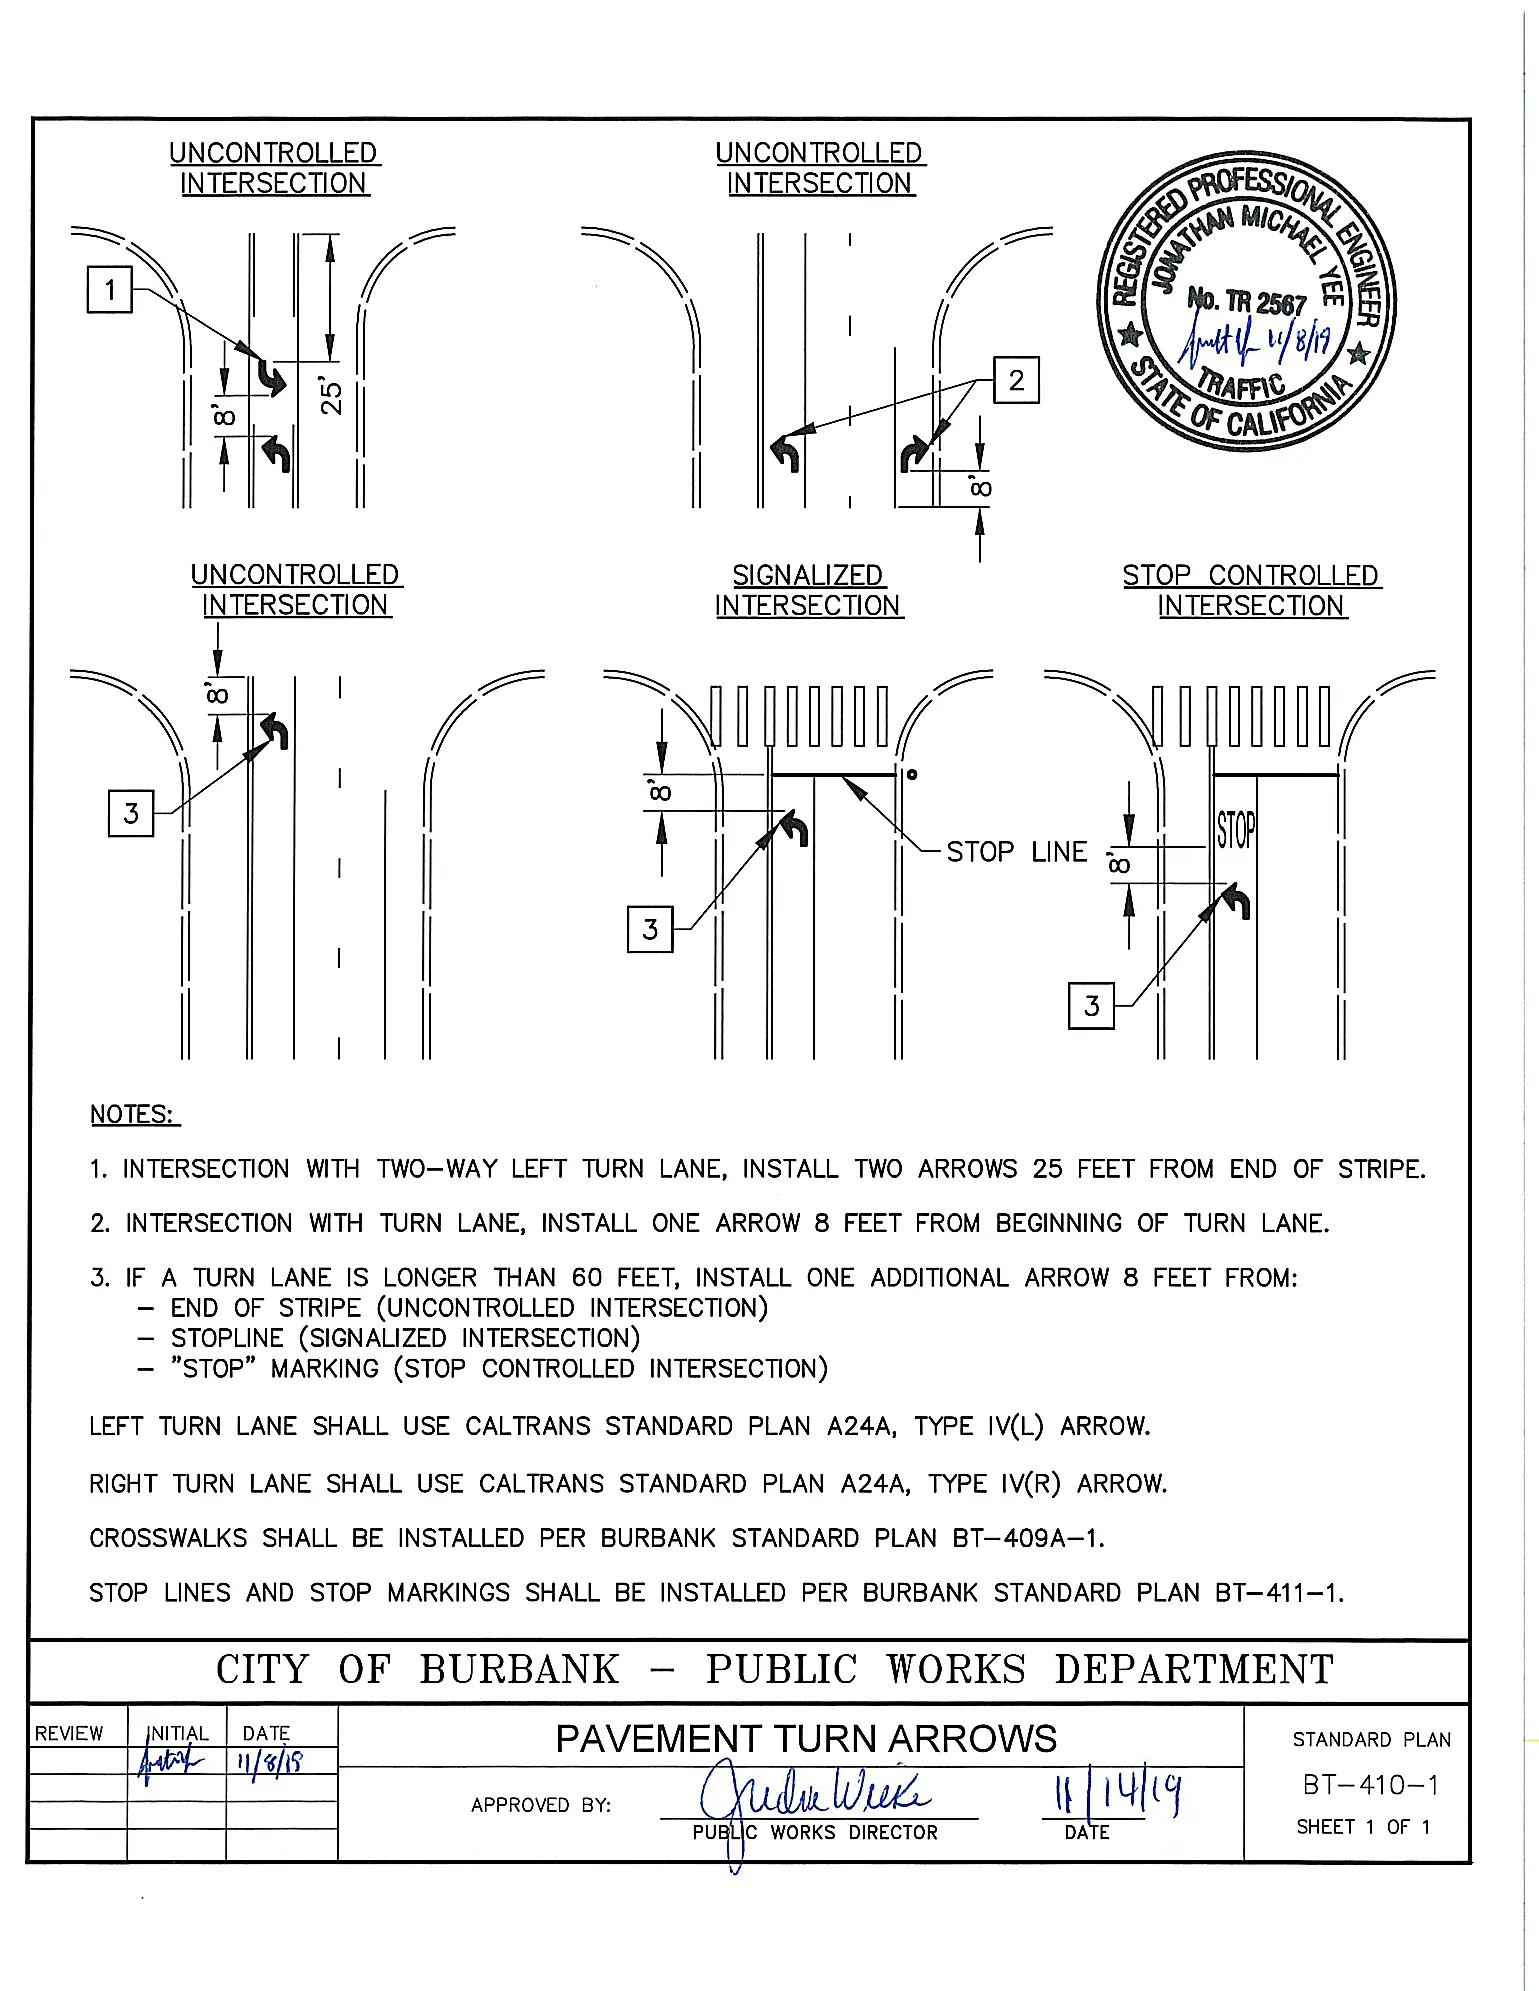 UNCONTROLLED
INTERSECTION
UNCONTROLLED
INTERSECTION
REGISTERED PROFESSIONAL ENGINEER
JONATHAN MICHAEL YEE
No. TR 2567
11/8/19
TRAFFIC
STATE OF CALIFORNIA
1
25'
8'
2
8'
UNCONTROLLED
INTERSECTION
SIGNALIZED
INTERSECTION
STOP CONTROLLED
INTERSECTION
8'
3
8'
STOP LINE
3
STOP
8'
3
NOTES:
1. INTERSECTION WITH TWO-WAY LEFT TURN LANE, INSTALL TWO ARROWS 25 FEET FROM END OF STRIPE.
2. INTERSECTION WITH TURN LANE, INSTALL ONE ARROW 8 FEET FROM BEGINNING OF TURN LANE.
3. IF A TURN LANE IS LONGER THAN 60 FEET, INSTALL ONE ADDITIONAL ARROW 8 FEET FROM:
- END OF STRIPE (UNCONTROLLED INTERSECTION)
- STOPLINE (SIGNALIZED INTERSECTION)
- "STOP" MARKING (STOP CONTROLLED INTERSECTION)
LEFT TURN LANE SHALL USE CALTRANS STANDARD PLAN A24A, TYPE IV(L) ARROW.
RIGHT TURN LANE SHALL USE CALTRANS STANDARD PLAN A24A, TYPE IV(R) ARROW.
CROSSWALKS SHALL BE INSTALLED PER BURBANK STANDARD PLAN BT-409A-1.
STOP LINES AND STOP MARKINGS SHALL BE INSTALLED PER BURBANK STANDARD PLAN BT-411-1.
CITY OF BURBANK - PUBLIC WORKS DEPARTMENT
REVIEW INITIAL DATE
11/8/19
PAVEMENT TURN ARROWS
APPROVED BY:
11/14/19
PUBLIC WORKS DIRECTOR DATE
STANDARD PLAN
BT-410-1
SHEET 1 OF 1